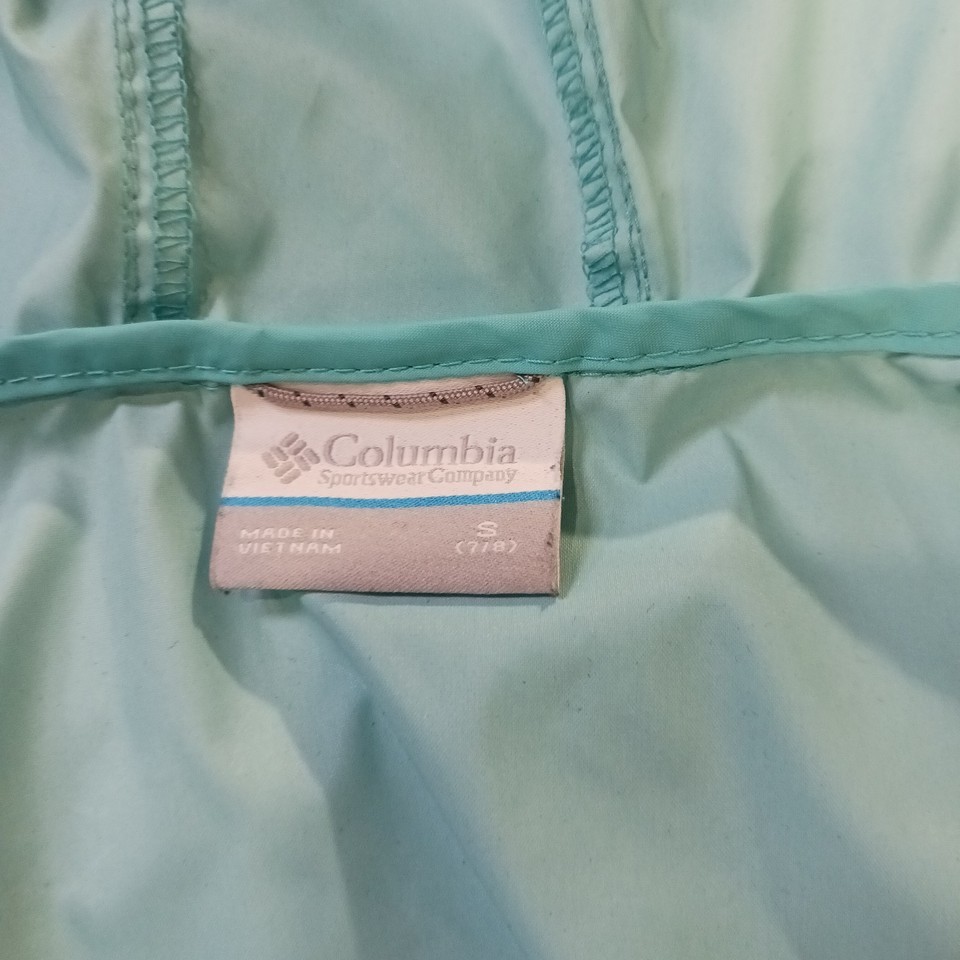 Columbia
Sportswear Company
MADE IN
VIETNAM
S
(7/8)